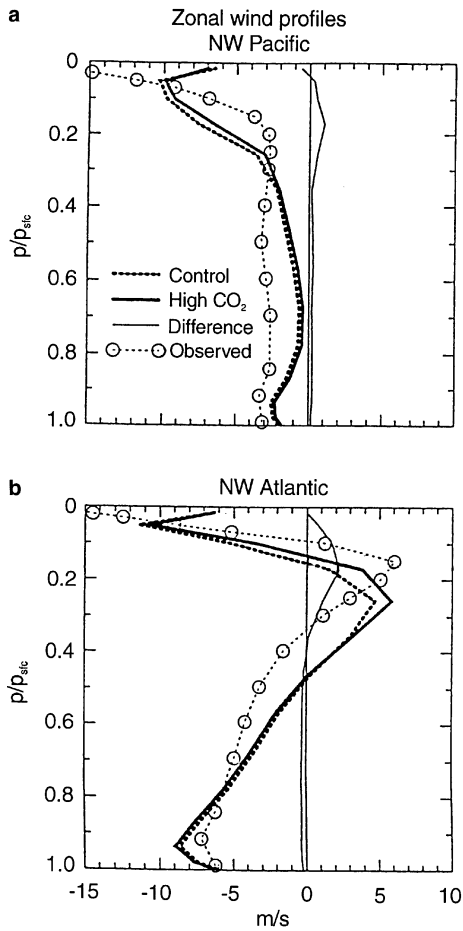 a
Zonal wind profiles
NW Pacific
0
0.2
0.4
0.6
0.8
1.0
p/p_sfc
Control
High CO₂
Difference
Observed
b
NW Atlantic
0
0.2
0.4
0.6
0.8
1.0
p/p_sfc
-15 -10 -5 0 5 10
m/s